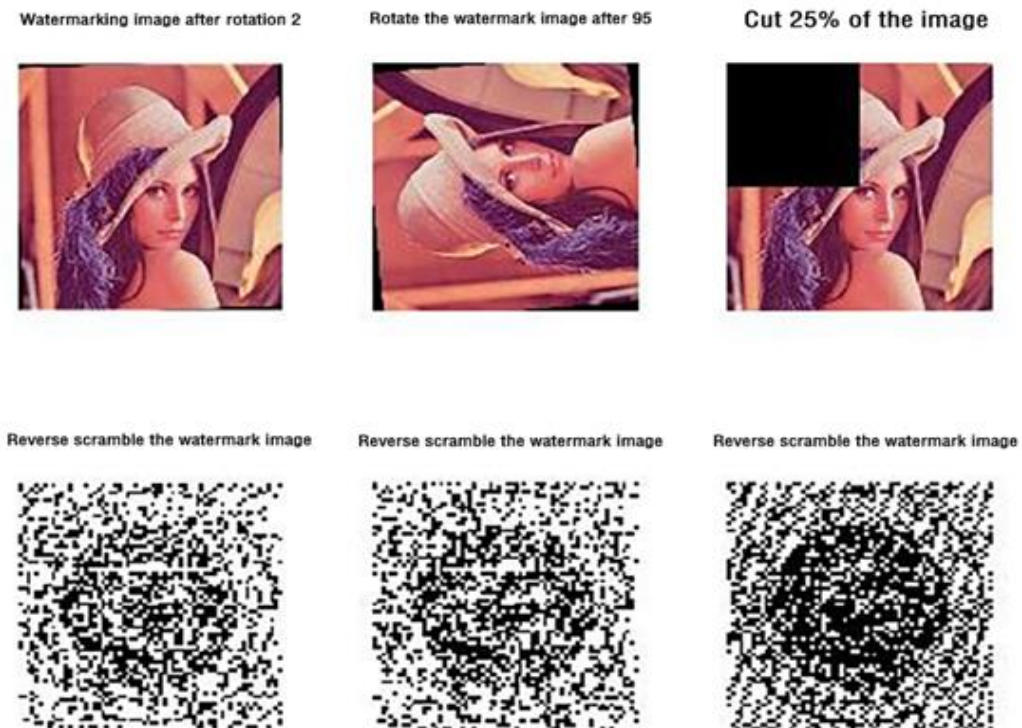 Watermarking image after rotation 2
Rotate the watermark image after 95
Cut 25% of the image
Reverse scramble the watermark image
Reverse scramble the watermark image
Reverse scramble the watermark image